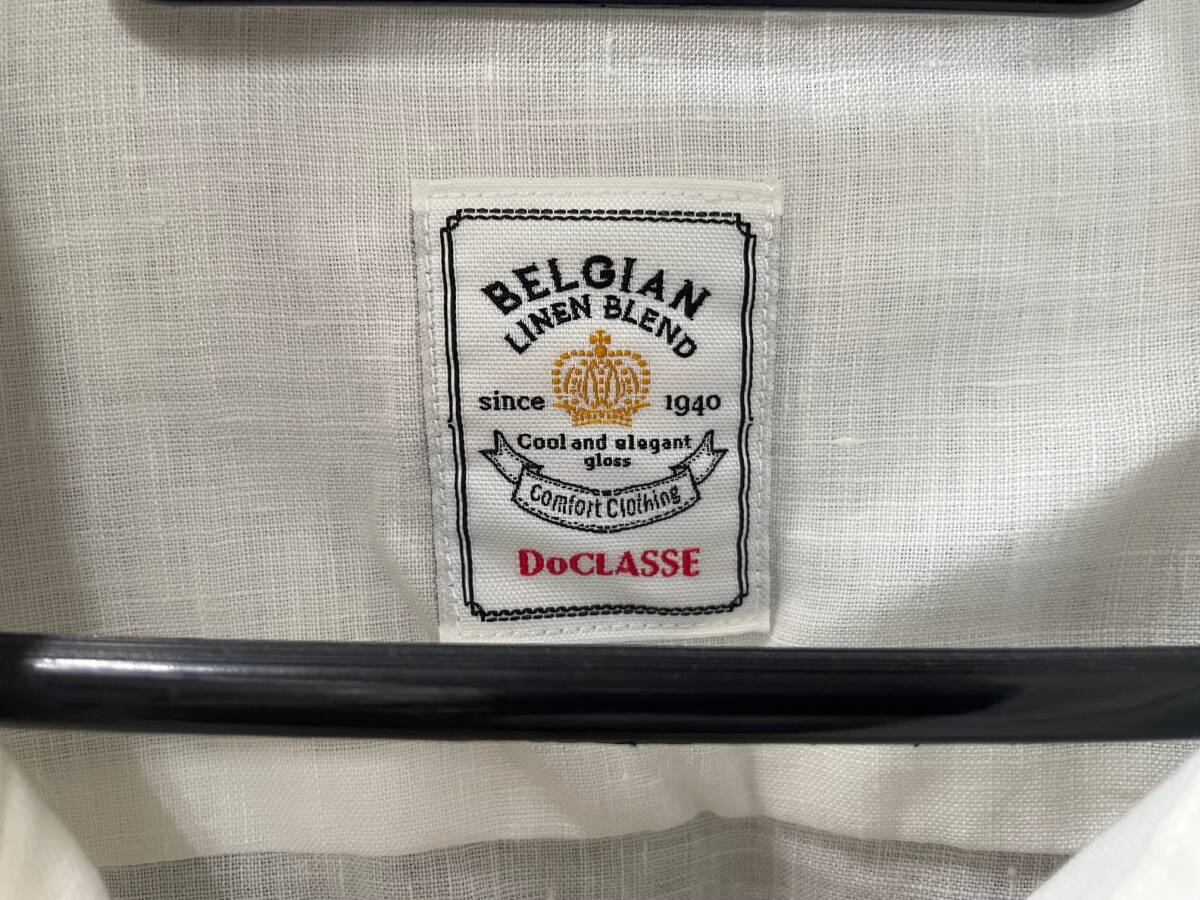 BELGIAN
LINEN BLEND
since 1940
Cool and elegant
gloss
Comfort Clothing
DoCLASSE